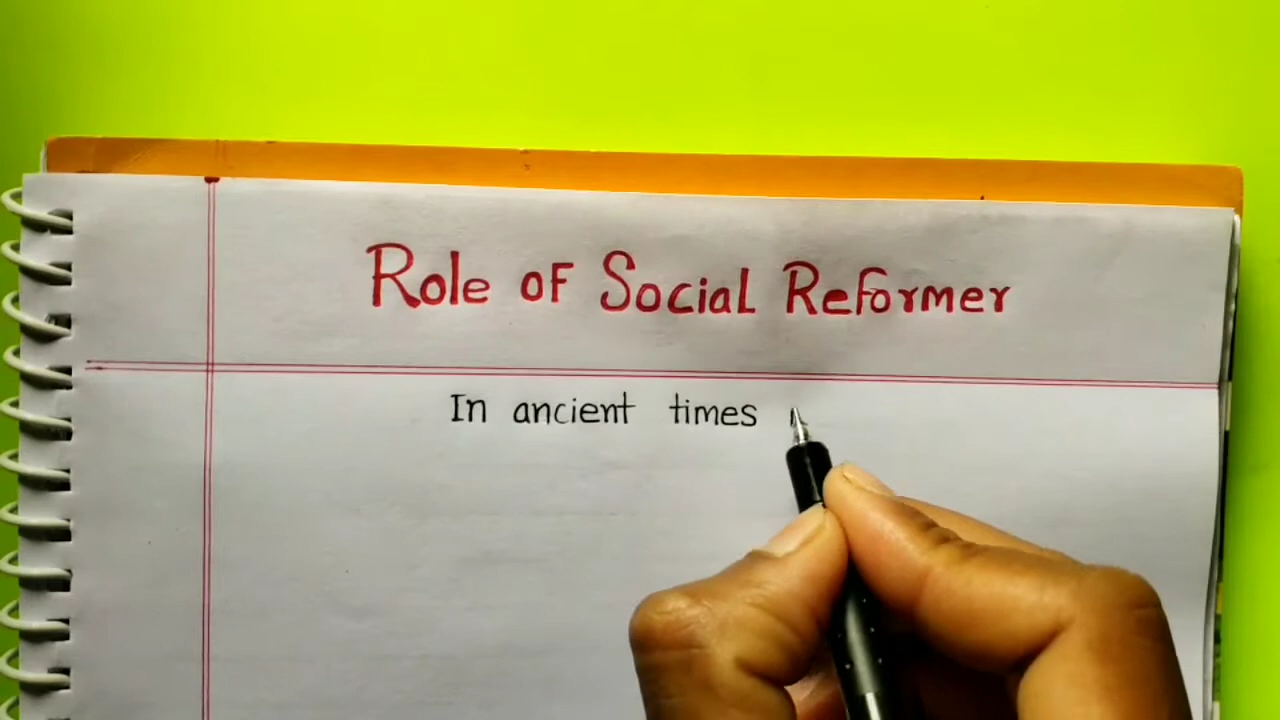 Role of Social Reformer
In ancient times